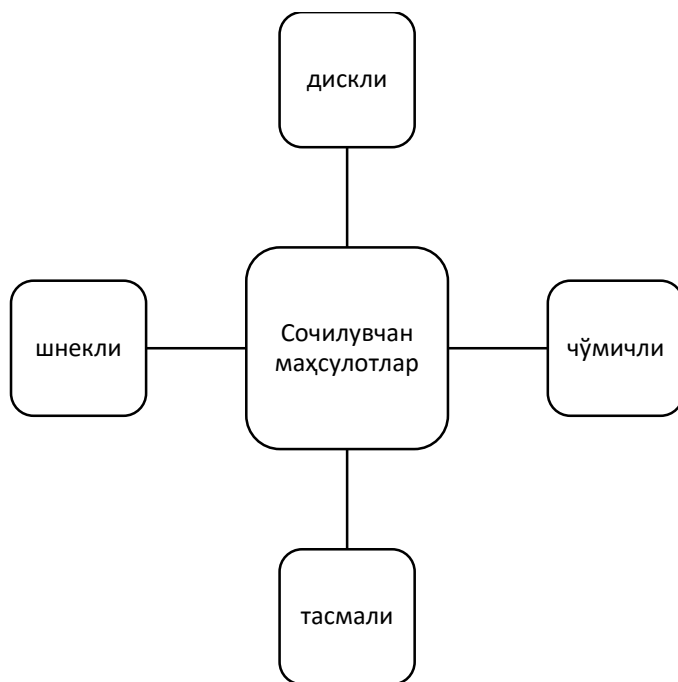 дискли
шнекли
Сочилувчан
маҳсулотлар
чўмичли
тасмали